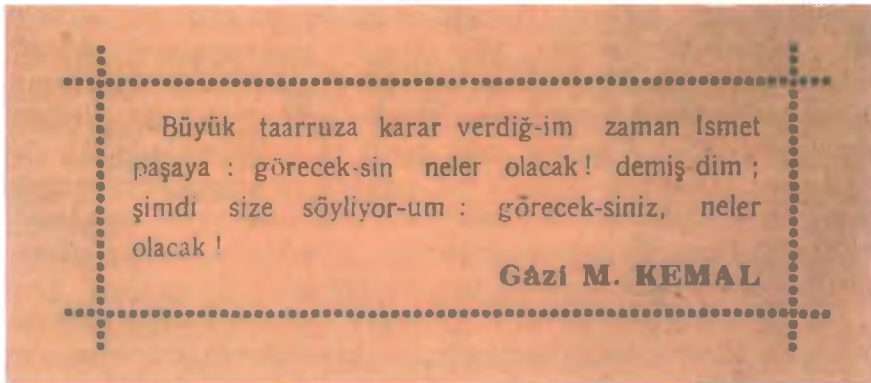 Büyük taarruza karar verdiğ-im zaman Ismet
paşaya : görecek-sin neler olacak! demiş dim ;
şimdi size söyliyor-um : görecek-siniz, neler
olacak !
Gâzi M. KEMAL